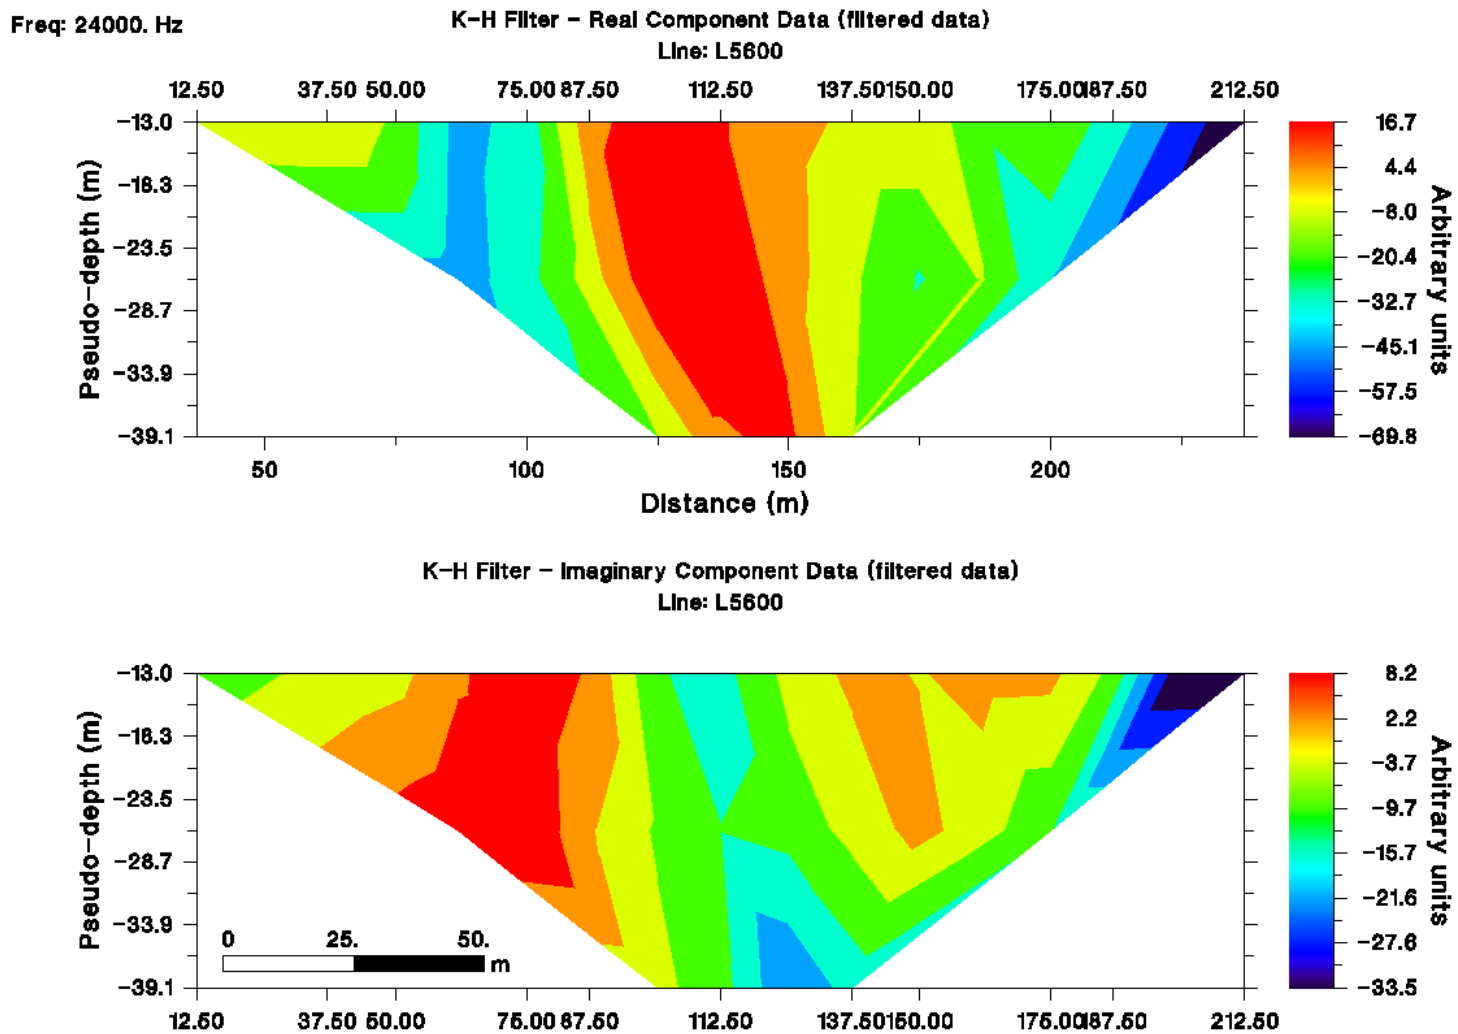 Freq: 24000. Hz
K-H Filter - Real Component Data (filtered data)
Line: L5600
12.50 37.50 50.00 75.00 87.50 112.50 137.50 150.00 175.00 187.50 212.50
Pseudo-depth (m)
-13.0
-18.3
-23.5
-28.7
-33.9
-39.1
50 100 150 200
Distance (m)
16.7
4.4
-8.0
-20.4
-32.7
-45.1
-57.5
-69.8
Arbitrary units
K-H Filter - Imaginary Component Data (filtered data)
Line: L5600
Pseudo-depth (m)
-13.0
-18.3
-23.5
-28.7
-33.9
-39.1
0 25. 50.
m
12.50 37.50 50.00 75.00 87.50 112.50 137.50 150.00 175.00 187.50 212.50
8.2
2.2
-3.7
-9.7
-15.7
-21.6
-27.6
-33.5
Arbitrary units